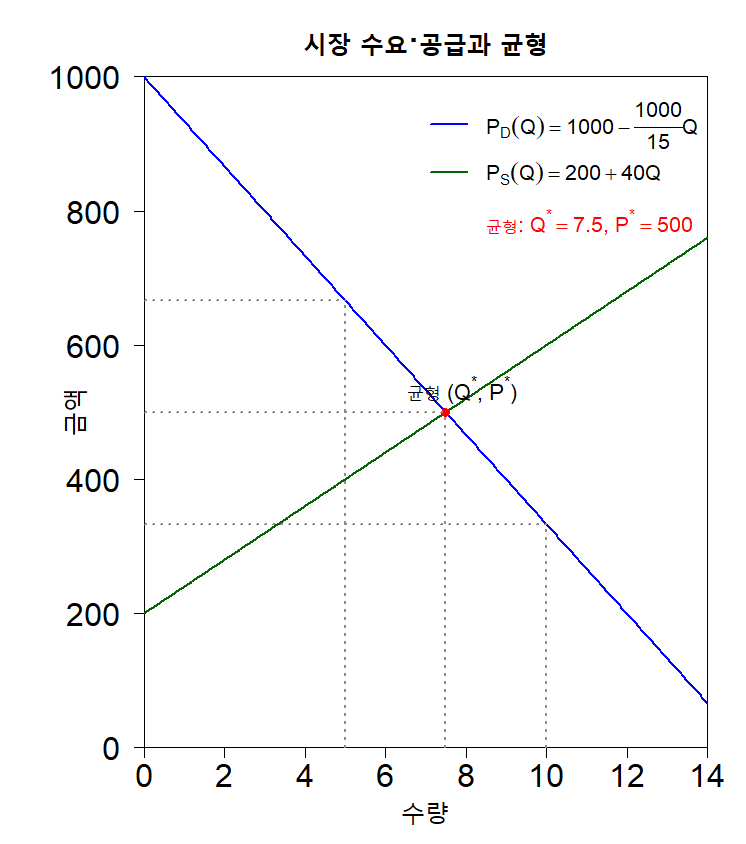 시장 수요·공급과 균형
1000
800
600
400
200
0
금액
P_D(Q) = 1000 − 1000/15 Q
P_S(Q) = 200 + 40Q
균형: Q* = 7.5, P* = 500
균형 (Q*, P*)
0 2 4 6 8 10 12 14
수량